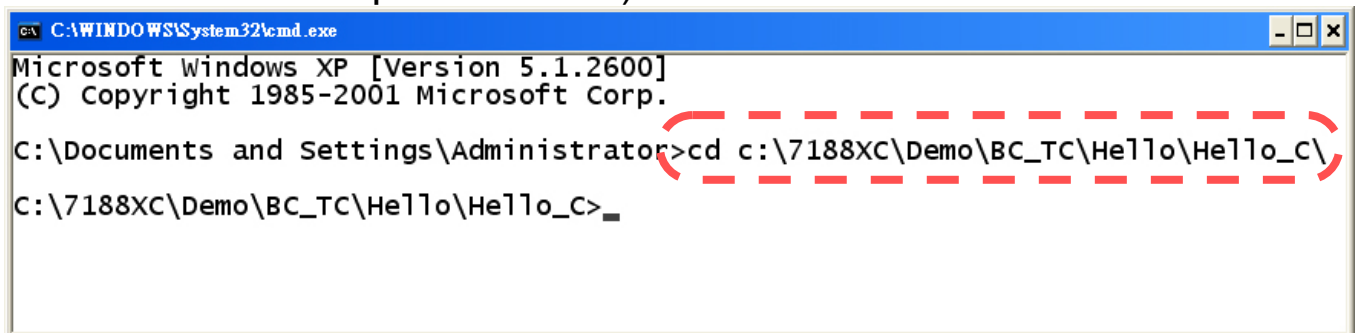 C:\WINDOWS\System32\cmd.exe
Microsoft Windows XP [Version 5.1.2600]
(C) Copyright 1985-2001 Microsoft Corp.
C:\Documents and Settings\Administrator>cd c:\7188XC\Demo\BC_TC\Hello\Hello_C\
C:\7188XC\Demo\BC_TC\Hello\Hello_C>_